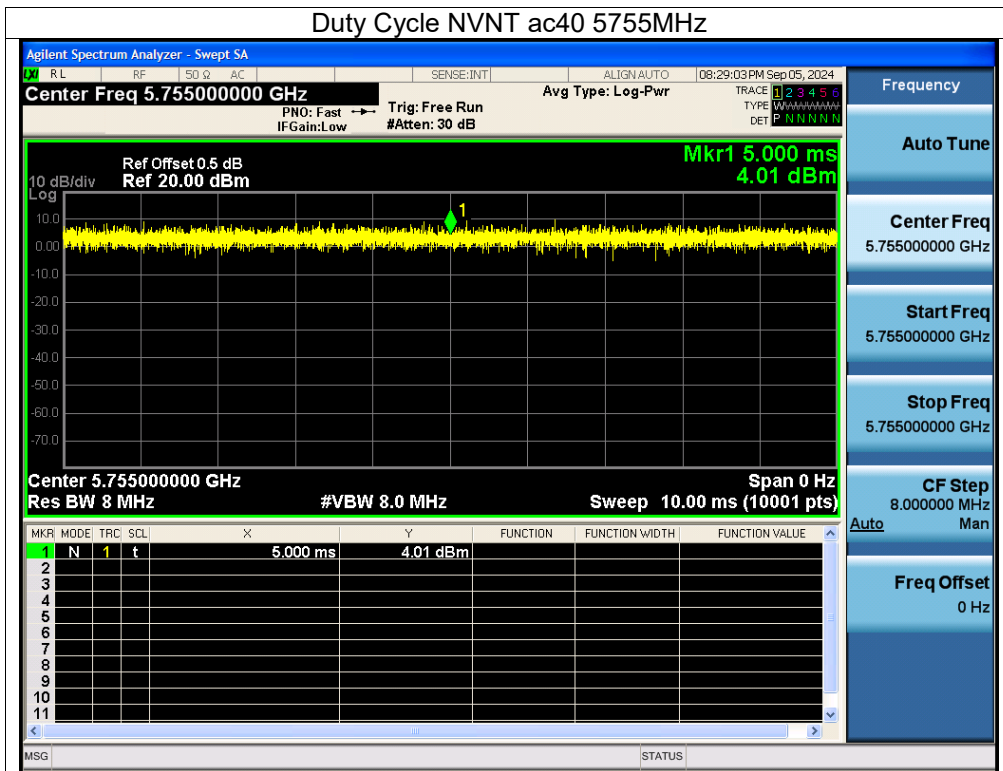 Duty Cycle NVNT ac40 5755MHz
Agilent Spectrum Analyzer - Swept SA
LXI RL RF 50 Ω AC SENSE:INT ALIGN AUTO 08:29:03 PM Sep 05, 2024
Center Freq 5.755000000 GHz
PNO: Fast
IFGain:Low
Trig: Free Run
#Atten: 30 dB
Avg Type: Log-Pwr
TRACE 1 2 3 4 5 6
TYPE WWWWWW
DET P N N N N N
Ref Offset 0.5 dB
10 dB/div Ref 20.00 dBm
Log
Mkr1 5.000 ms
4.01 dBm
1
10.0
0.00
-10.0
-20.0
-30.0
-40.0
-50.0
-60.0
-70.0
Center 5.755000000 GHz Span 0 Hz
Res BW 8 MHz #VBW 8.0 MHz Sweep 10.00 ms (10001 pts)
MKR MODE TRC SCL X Y FUNCTION FUNCTION WIDTH FUNCTION VALUE
1 N 1 t 5.000 ms 4.01 dBm
2
3
4
5
6
7
8
9
10
11
MSG STATUS
Frequency
Auto Tune
Center Freq
5.755000000 GHz
Start Freq
5.755000000 GHz
Stop Freq
5.755000000 GHz
CF Step
8.000000 MHz
Auto Man
Freq Offset
0 Hz